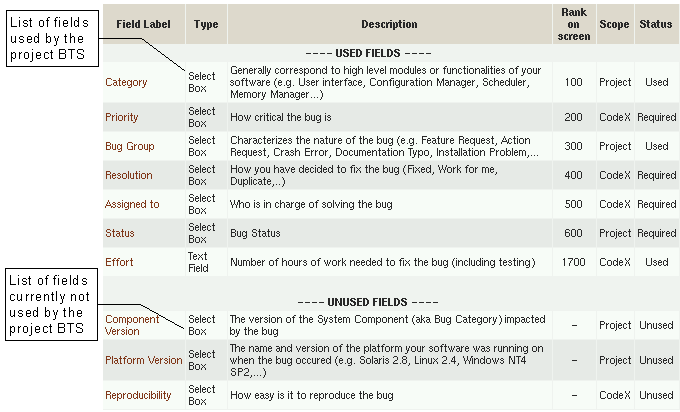 List of fields
used by the
project BTS
Field Label Type Description Rank on screen Scope Status
---- USED FIELDS ----
Category Select Box Generally correspond to high level modules or functionalities of your software (e.g. User interface, Configuration Manager, Scheduler, Memory Manager...) 100 Project Used
Priority Select Box How critical the bug is 200 CodeX Required
Bug Group Select Box Characterizes the nature of the bug (e.g. Feature Request, Action Request, Crash Error, Documentation Typo, Installation Problem,... 300 Project Used
Resolution Select Box How you have decided to fix the bug (Fixed, Work for me, Duplicate,..) 400 CodeX Required
Assigned to Select Box Who is in charge of solving the bug 500 CodeX Required
Status Select Box Bug Status 600 Project Required
Effort Text Field Number of hours of work needed to fix the bug (including testing) 1700 CodeX Used
List of fields
currently not
used by the
project BTS
---- UNUSED FIELDS ----
Component Version Select Box The version of the System Component (aka Bug Category) impacted by the bug - Project Unused
Platform Version Select Box The name and version of the platform your software was running on when the bug occured (e.g. Solaris 2.8, Linux 2.4, Windows NT4 SP2,...) - Project Unused
Reproducibility Select Box How easy is it to reproduce the bug - CodeX Unused